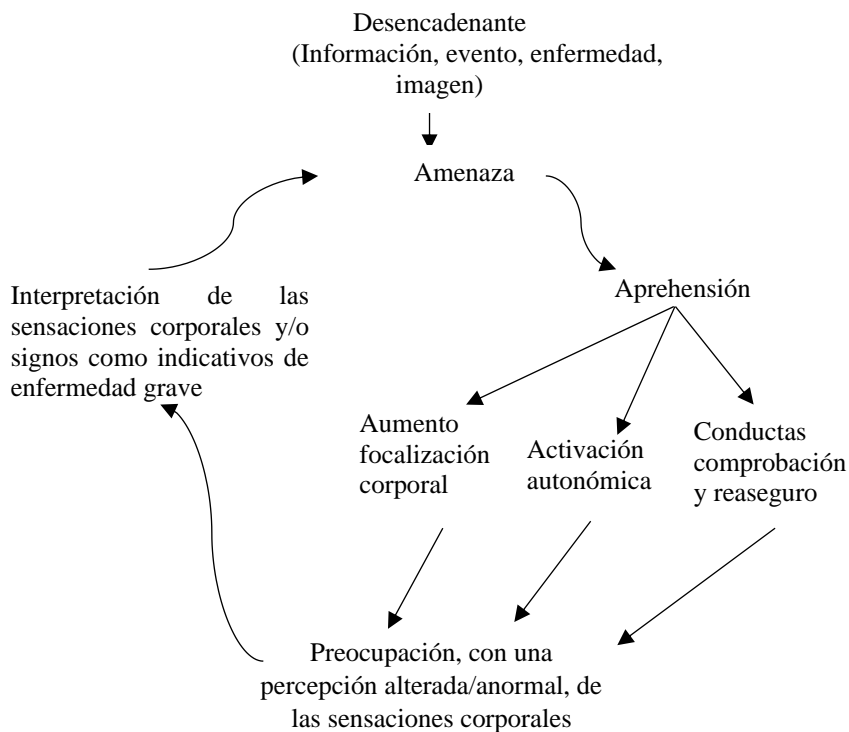 Desencadenante
(Información, evento, enfermedad,
imagen)
Amenaza
Aprehensión
Interpretación de las
sensaciones corporales y/o
signos como indicativos de
enfermedad grave
Aumento
focalización
corporal
Activación
autonómica
Conductas
comprobación
y reaseguro
Preocupación, con una
percepción alterada/anormal, de
las sensaciones corporales